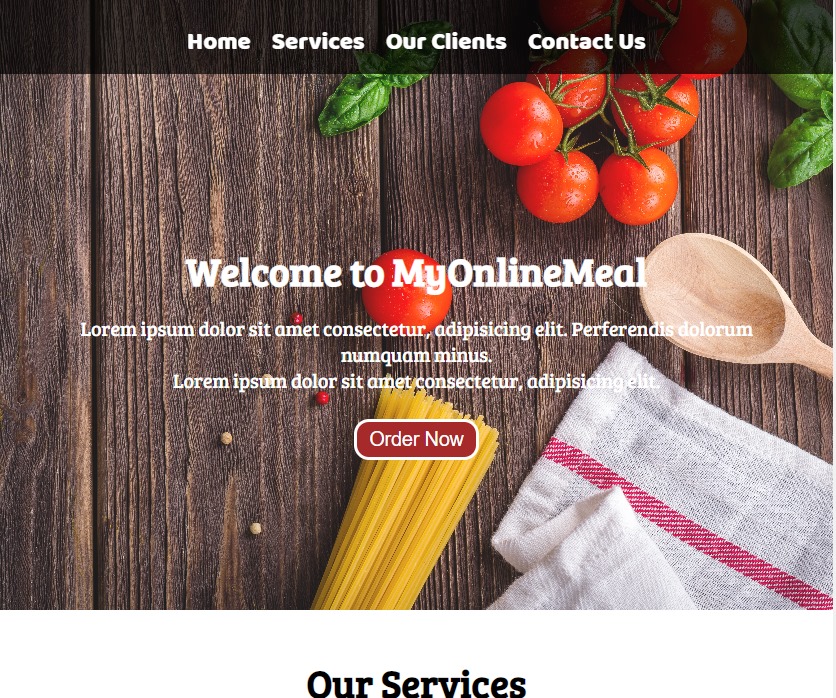 Home Services Our Clients Contact Us
Welcome to MyOnlineMeal
Lorem ipsum dolor sit amet consectetur, adipisicing elit. Perferendis dolorum
numquam minus.
Lorem ipsum dolor sit amet consectetur, adipisicing elit.
Order Now
Our Services